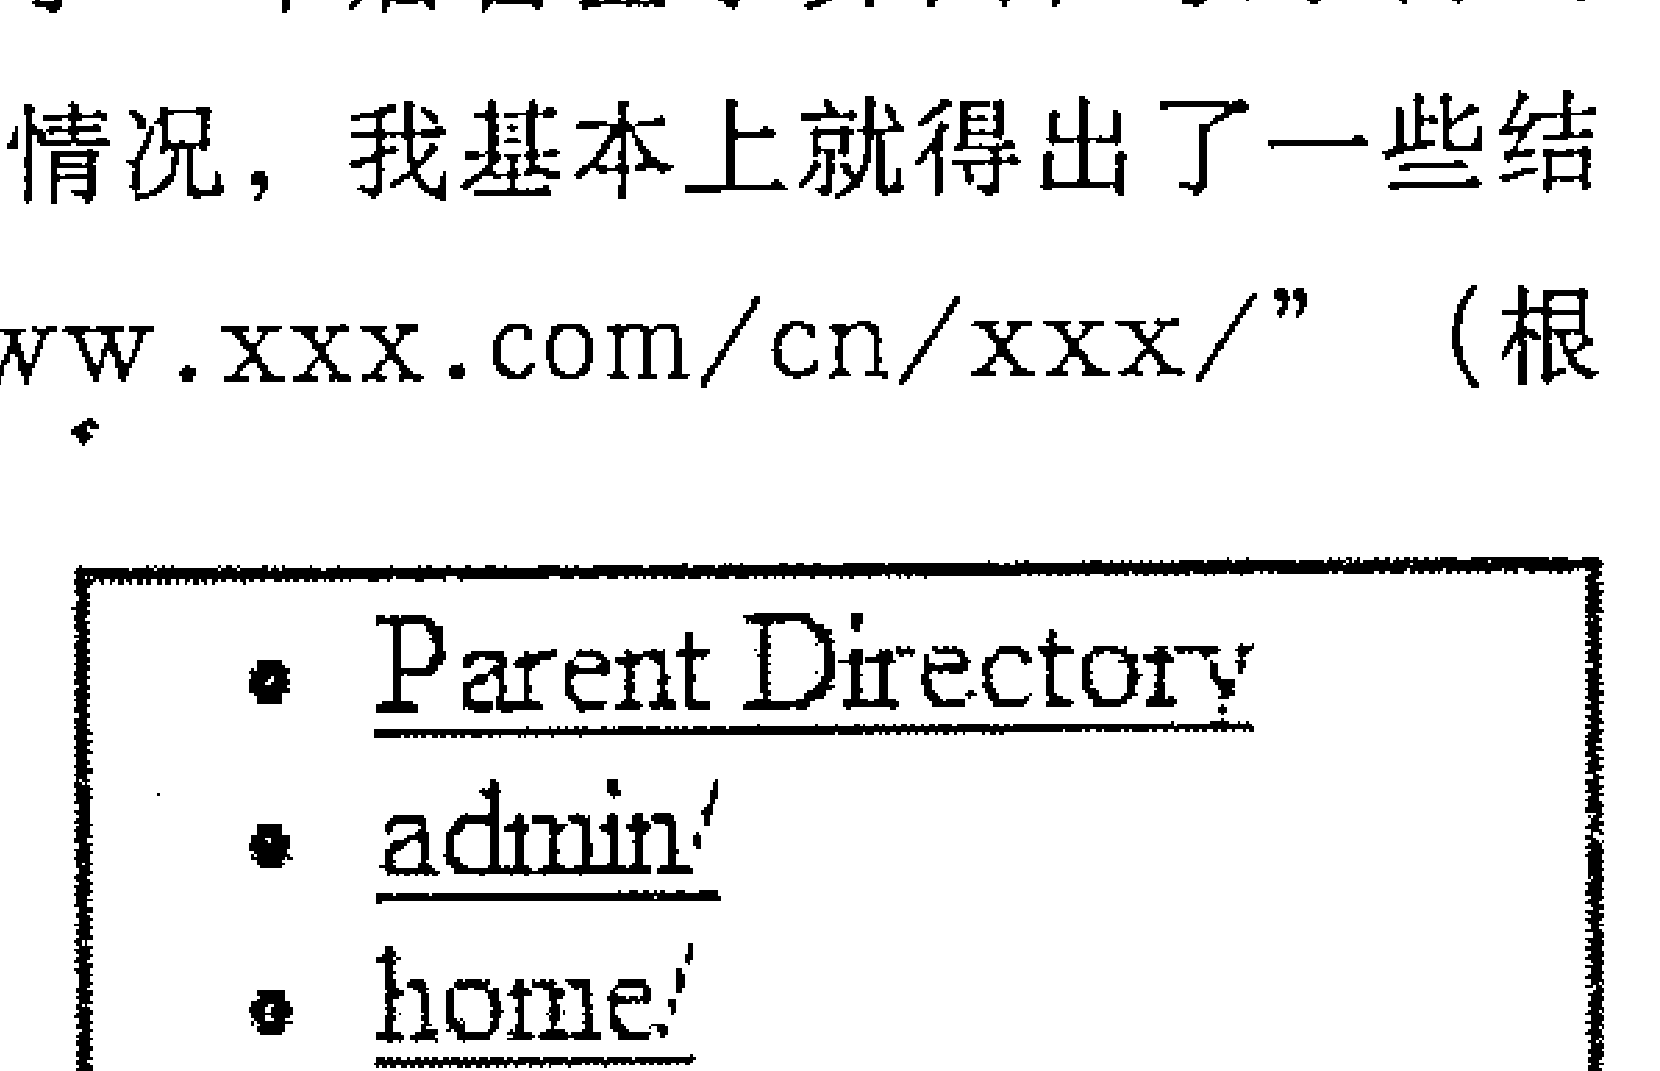 情况，我基本上就得出了一些结
ww.xxx.com/cn/xxx/”（根
• Parent Directory
• admin/
• home/